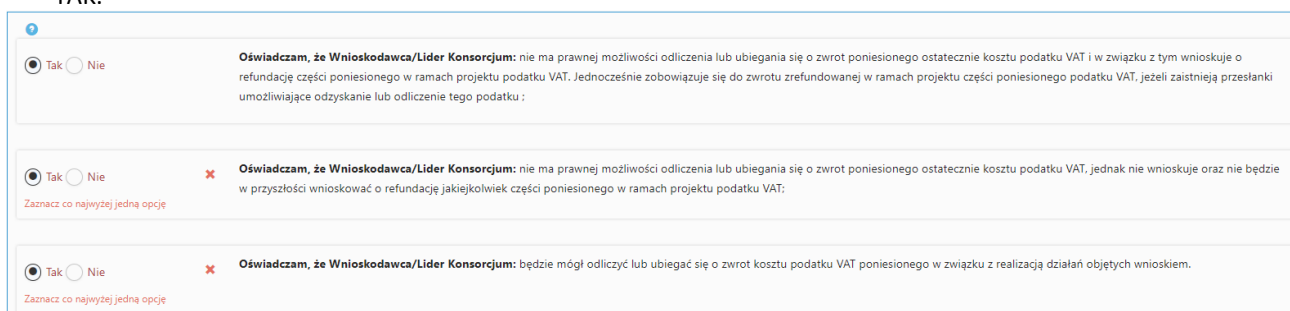 TAK.
?
Tak Nie
Oświadczam, że Wnioskodawca/Lider Konsorcjum: nie ma prawnej możliwości odliczenia lub ubiegania się o zwrot poniesionego ostatecznie kosztu podatku VAT i w związku z tym wnioskuje o
refundację części poniesionego w ramach projektu podatku VAT. Jednocześnie zobowiązuje się do zwrotu zrefundowanej w ramach projektu części poniesionego podatku VAT, jeżeli zaistnieją przesłanki
umożliwiające odzyskanie lub odliczenie tego podatku ;
Tak Nie
Zaznacz co najwyżej jedną opcję
Oświadczam, że Wnioskodawca/Lider Konsorcjum: nie ma prawnej możliwości odliczenia lub ubiegania się o zwrot poniesionego ostatecznie kosztu podatku VAT, jednak nie wnioskuje oraz nie będzie
w przyszłości wnioskować o refundację jakiejkolwiek części poniesionego w ramach projektu podatku VAT;
Tak Nie
Zaznacz co najwyżej jedną opcję
Oświadczam, że Wnioskodawca/Lider Konsorcjum: będzie mógł odliczyć lub ubiegać się o zwrot kosztu podatku VAT poniesionego w związku z realizacją działań objętych wnioskiem.